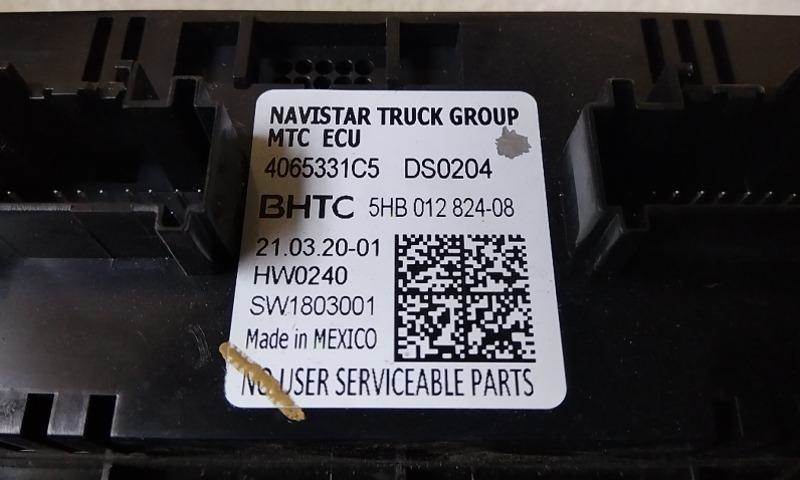 NAVISTAR TRUCK GROUP
MTC ECU
4065331C5 DS0204
BHTC 5HB 012 824-08
21.03.20-01
HW0240
SW1803001
Made in MEXICO
NO USER SERVICEABLE PARTS